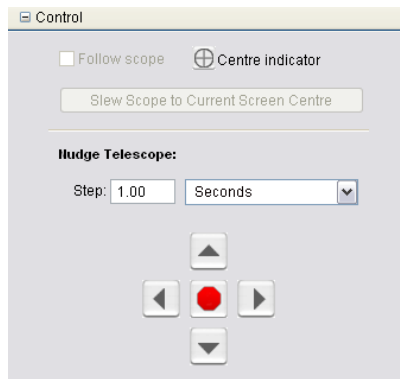 Control
Follow scope Centre indicator
Slew Scope to Current Screen Centre
Nudge Telescope:
Step: 1.00 Seconds